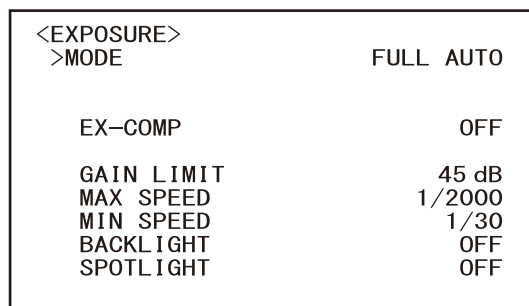 <EXPOSURE>
>MODE FULL AUTO
EX-COMP OFF
GAIN LIMIT 45 dB
MAX SPEED 1/2000
MIN SPEED 1/30
BACKLIGHT OFF
SPOTLIGHT OFF